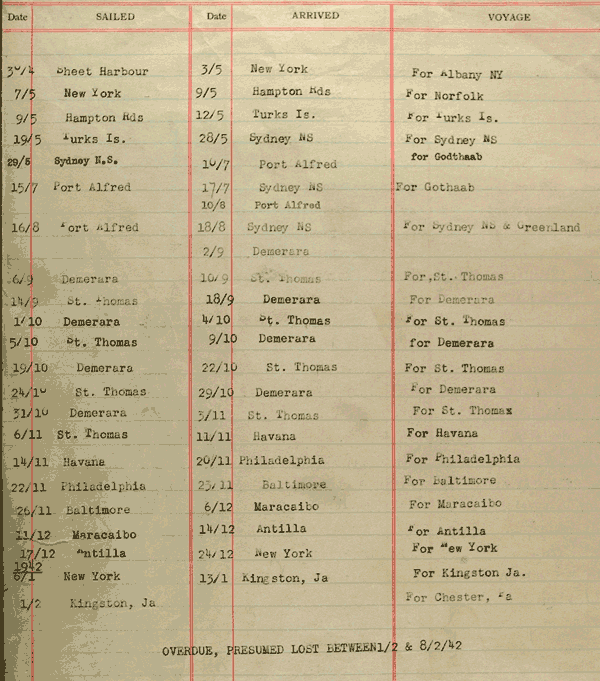 Date SAILED Date ARRIVED VOYAGE
30/4 Sheet Harbour 3/5 New York For Albany NY
7/5 New York 9/5 Hampton Rds For Norfolk
9/5 Hampton Rds 12/5 Turks Is. For Turks Is.
19/5 Turks Is. 28/5 Sydney NS For Sydney NS
29/5 Sydney N.S. 10/7 Port Alfred for Godthaab
15/7 Port Alfred 17/7 Sydney NS For Gothaab
10/8 Port Alfred
16/8 Port Alfred 18/8 Sydney NS For Sydney NS & Greenland
2/9 Demerara
6/9 Demerara 10/9 St. Thomas For St. Thomas
14/9 St. Thomas 18/9 Demerara For Demerara
1/10 Demerara 4/10 St. Thomas For St. Thomas
5/10 St. Thomas 9/10 Demerara for Demerara
19/10 Demerara 22/10 St. Thomas For St. Thomas
24/10 St. Thomas 29/10 Demerara For Demerara
31/10 Demerara 3/11 St. Thomas For St. Thomax
6/11 St. Thomas 11/11 Havana For Havana
14/11 Havana 20/11 Philadelphia For Philadelphia
22/11 Philadelphia 23/11 Baltimore For Baltimore
26/11 Baltimore 6/12 Maracaibo For Maracaibo
11/12 Maracaibo 14/12 Antilla For Antilla
17/12 Antilla 24/12 New York For New York
1942
6/1 New York 13/1 Kingston, Ja For Kingston Ja.
1/2 Kingston, Ja For Chester, Pa
OVERDUE, PRESUMED LOST BETWEEN1/2 & 8/2/42